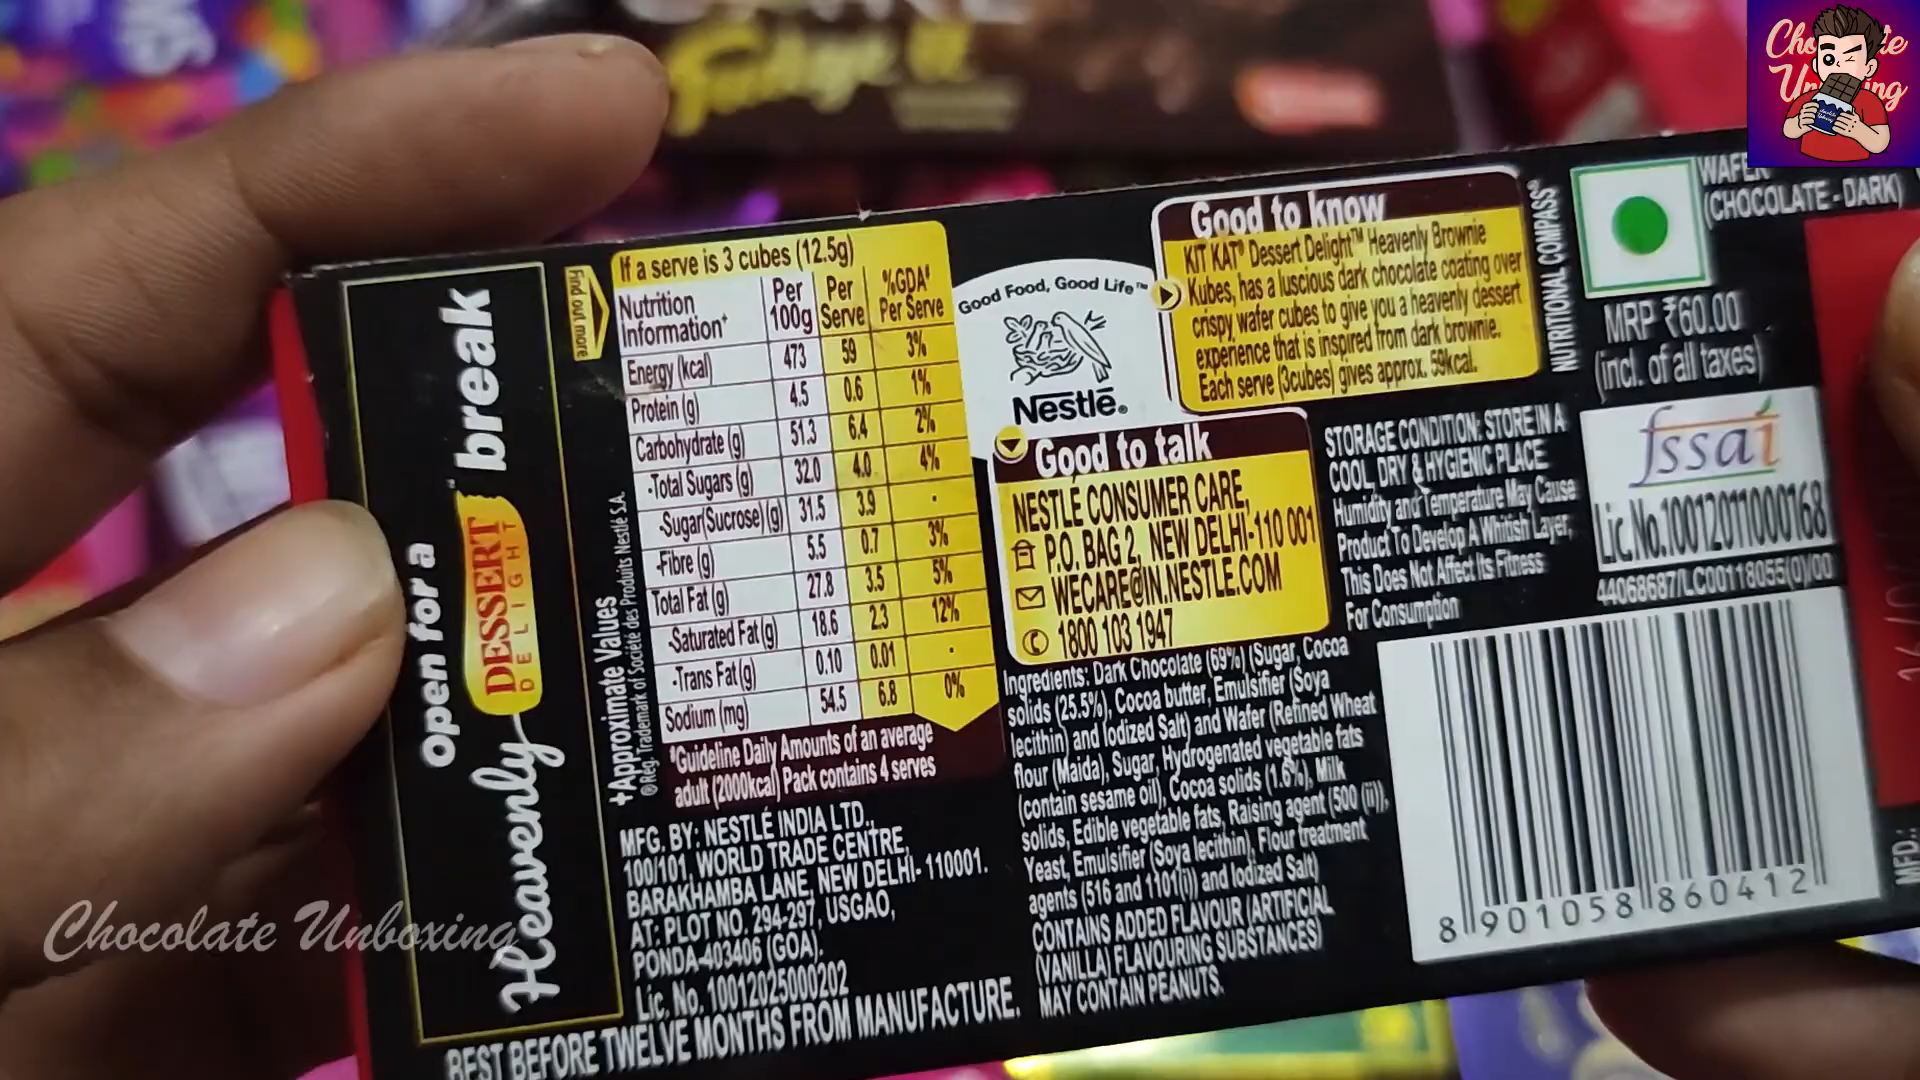 Chocolate
Unboxing
Fudge
open for a
Heavenly
DESSERT
DELIGHT
™ break
find out more
+Approximate Values
®Reg. Trademark of Société des Produits Nestlé S.A.
If a serve is 3 cubes (12.5g)
Nutrition Information+ Per 100g Per Serve %GDA# Per Serve
Energy (kcal) 473 59 3%
Protein (g) 4.5 0.6 1%
Carbohydrate (g) 51.3 6.4 2%
-Total Sugars (g) 32.0 4.0 4%
-Sugar(Sucrose)(g) 31.5 3.9 -
-Fibre (g) 5.5 0.7 3%
Total Fat (g) 27.8 3.5 5%
-Saturated Fat (g) 18.6 2.3 12%
-Trans Fat (g) 0.10 0.01 -
Sodium (mg) 54.5 6.8 0%
#Guideline Daily Amounts of an average
adult (2000kcal) Pack contains 4 serves
MFG. BY: NESTLÉ INDIA LTD.,
100/101, WORLD TRADE CENTRE,
BARAKHAMBA LANE, NEW DELHI- 110001.
AT: PLOT NO. 294-297, USGAO,
PONDA-403406 (GOA).
Lic. No. 10012025000202
BEST BEFORE TWELVE MONTHS FROM MANUFACTURE.
Good Food, Good Life™
Nestlé®
Good to know
KIT KAT® Dessert Delight™ Heavenly Brownie
Kubes, has a luscious dark chocolate coating over
crispy wafer cubes to give you a heavenly dessert
experience that is inspired from dark brownie.
Each serve (3cubes) gives approx. 59kcal.
NUTRITIONAL COMPASS®
Good to talk
NESTLÉ CONSUMER CARE,
P.O. BAG 2, NEW DELHI-110 001
WECARE@IN.NESTLE.COM
1800 103 1947
Ingredients: Dark Chocolate (69%) (Sugar, Cocoa
solids (25.5%), Cocoa butter, Emulsifier (Soya
lecithin) and Iodized Salt) and Wafer (Refined Wheat
flour (Maida), Sugar, Hydrogenated vegetable fats
(contain sesame oil), Cocoa solids (1.6%), Milk
solids, Edible vegetable fats, Raising agent (500 (ii)),
Yeast, Emulsifier (Soya lecithin), Flour treatment
agents (516 and 1101(i)) and Iodized Salt)
CONTAINS ADDED FLAVOUR (ARTIFICIAL
(VANILLA) FLAVOURING SUBSTANCES)
MAY CONTAIN PEANUTS.
STORAGE CONDITION: STORE IN A
COOL, DRY & HYGIENIC PLACE
Humidity and Temperature May Cause
Product To Develop A Whitish Layer,
This Does Not Affect Its Fitness
For Consumption
WAFER
(CHOCOLATE - DARK)
MRP ₹60.00
(incl. of all taxes)
fssai
Lic. No. 10012011000168
44068687/LC00118055(0)/00
8 901058 860412
MFD.:
Chocolate Unboxing